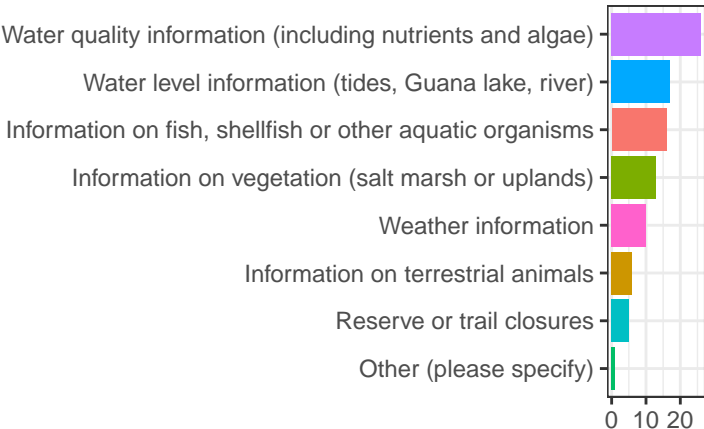 Water quality information (including nutrients and algae)
Water level information (tides, Guana lake, river)
Information on fish, shellfish or other aquatic organisms
Information on vegetation (salt marsh or uplands)
Weather information
Information on terrestrial animals
Reserve or trail closures
Other (please specify)
0 10 20